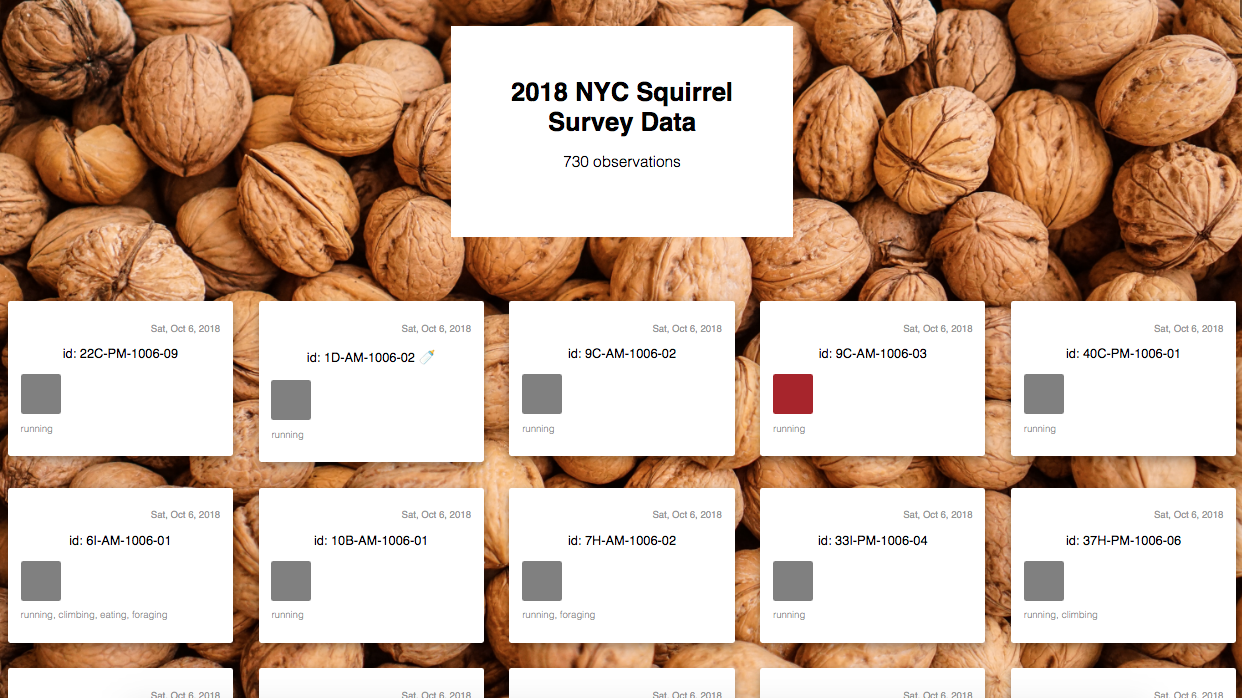 2018 NYC Squirrel
Survey Data
730 observations
Sat, Oct 6, 2018
id: 22C-PM-1006-09
running
Sat, Oct 6, 2018
id: 1D-AM-1006-02 🍼
running
Sat, Oct 6, 2018
id: 9C-AM-1006-02
running
Sat, Oct 6, 2018
id: 9C-AM-1006-03
running
Sat, Oct 6, 2018
id: 40C-PM-1006-01
running
Sat, Oct 6, 2018
id: 6I-AM-1006-01
running, climbing, eating, foraging
Sat, Oct 6, 2018
id: 10B-AM-1006-01
running
Sat, Oct 6, 2018
id: 7H-AM-1006-02
running, foraging
Sat, Oct 6, 2018
id: 33I-PM-1006-04
running
Sat, Oct 6, 2018
id: 37H-PM-1006-06
running, climbing
Sat, Oct 6, 2018
Sat, Oct 6, 2018
Sat, Oct 6, 2018
Sat, Oct 6, 2018
Sat, Oct 6, 2018